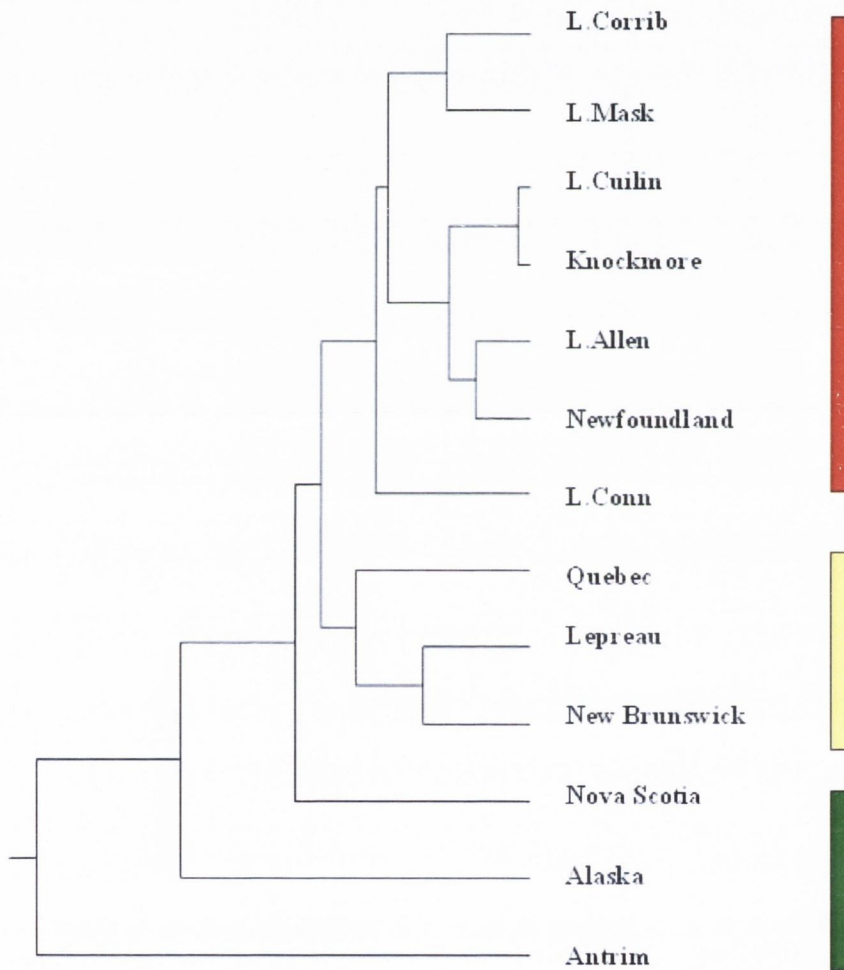 L.Corrib
L.Mask
L.Cuilin
Knockmore
L.Allen
Newfoundland
L.Conn
Quebec
Lepreau
New Brunswick
Nova Scotia
Alaska
Antrim